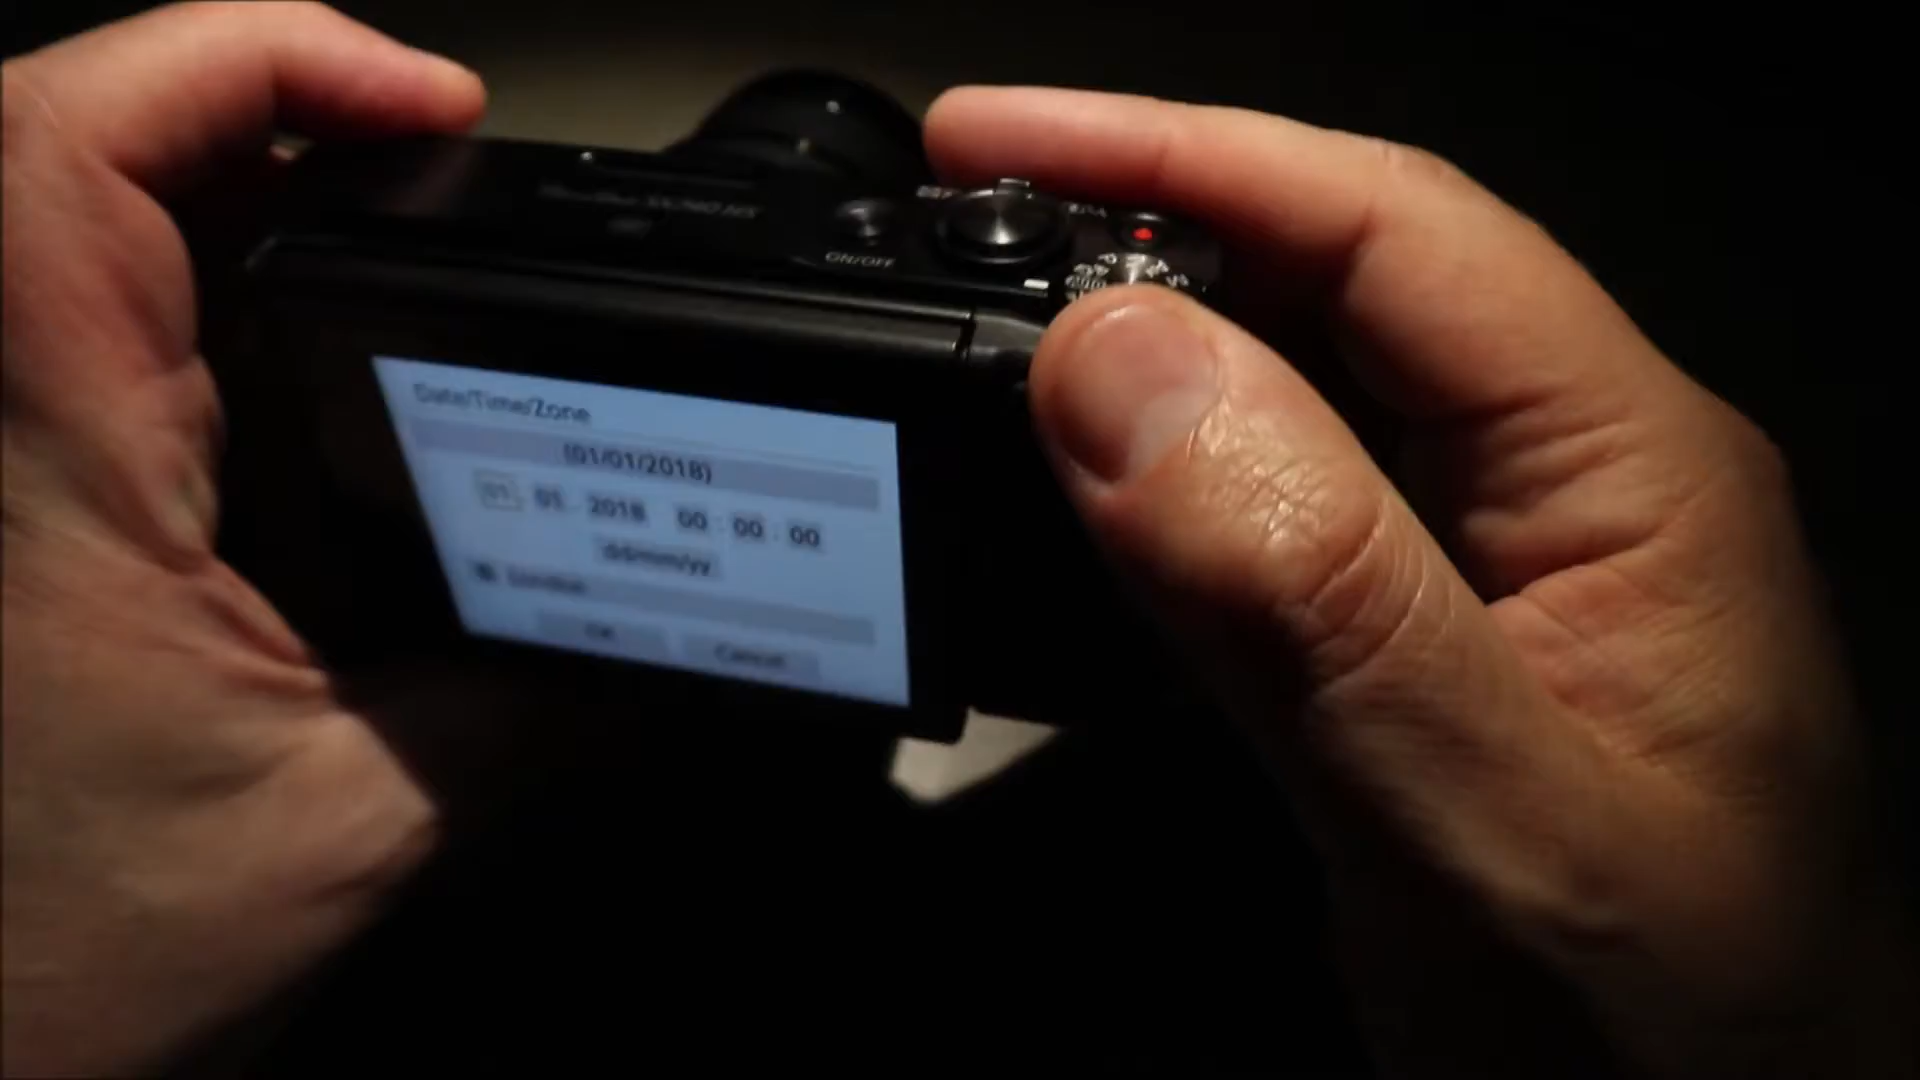 ON/OFF
Date/Time/Zone
(01/01/2018)
01 . 01 . 2018 00 : 00 : 00
dd/mm/yy
London
OK Cancel